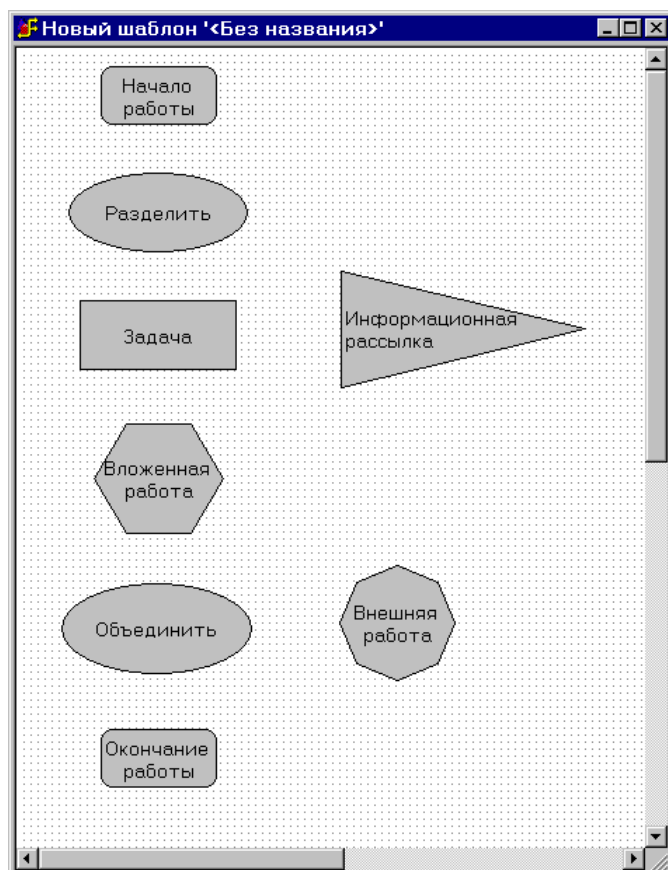 Новый шаблон '<Без названия>'
Начало
работы
Разделить
Задача
Информационная
рассылка
Вложенная
работа
Объединить
Внешняя
работа
Окончание
работы